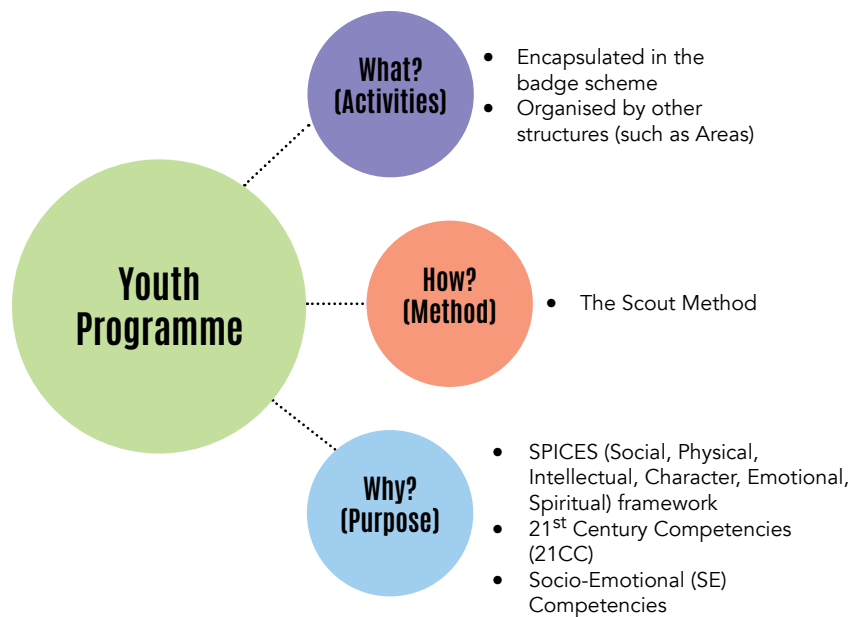 Youth
Programme
What?
(Activities)
• Encapsulated in the
badge scheme
• Organised by other
structures (such as Areas)
How?
(Method)
• The Scout Method
Why?
(Purpose)
• SPICES (Social, Physical,
Intellectual, Character, Emotional,
Spiritual) framework
• 21st Century Competencies
(21CC)
• Socio-Emotional (SE)
Competencies